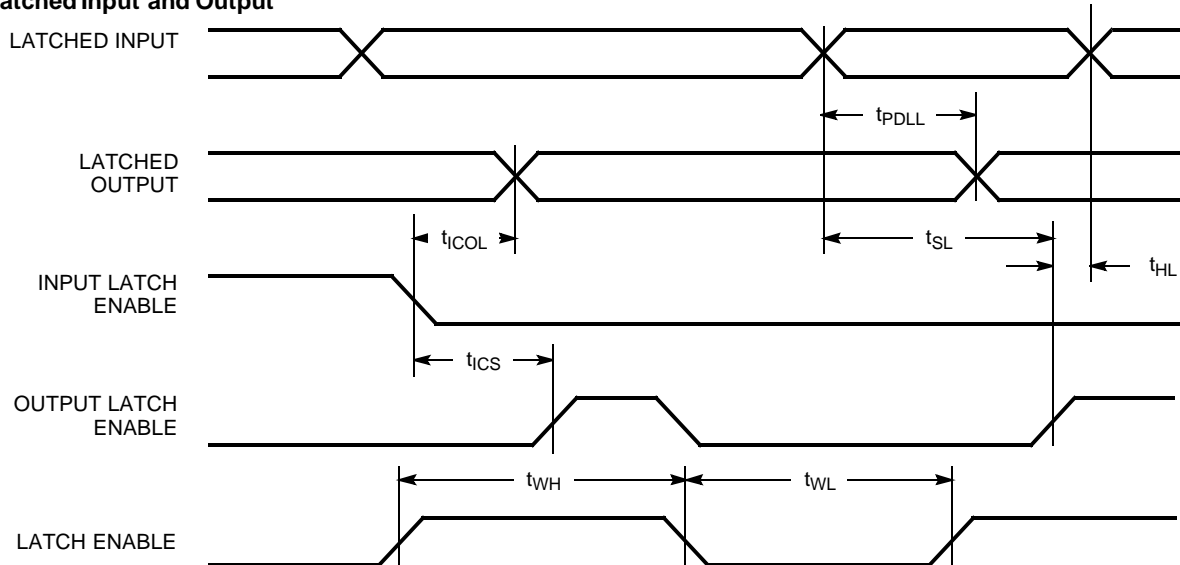 atched Input and Output
LATCHED INPUT
tPDLL
LATCHED
OUTPUT
tICOL
tSL
tHL
INPUT LATCH
ENABLE
tICS
OUTPUT LATCH
ENABLE
tWH
tWL
LATCH ENABLE